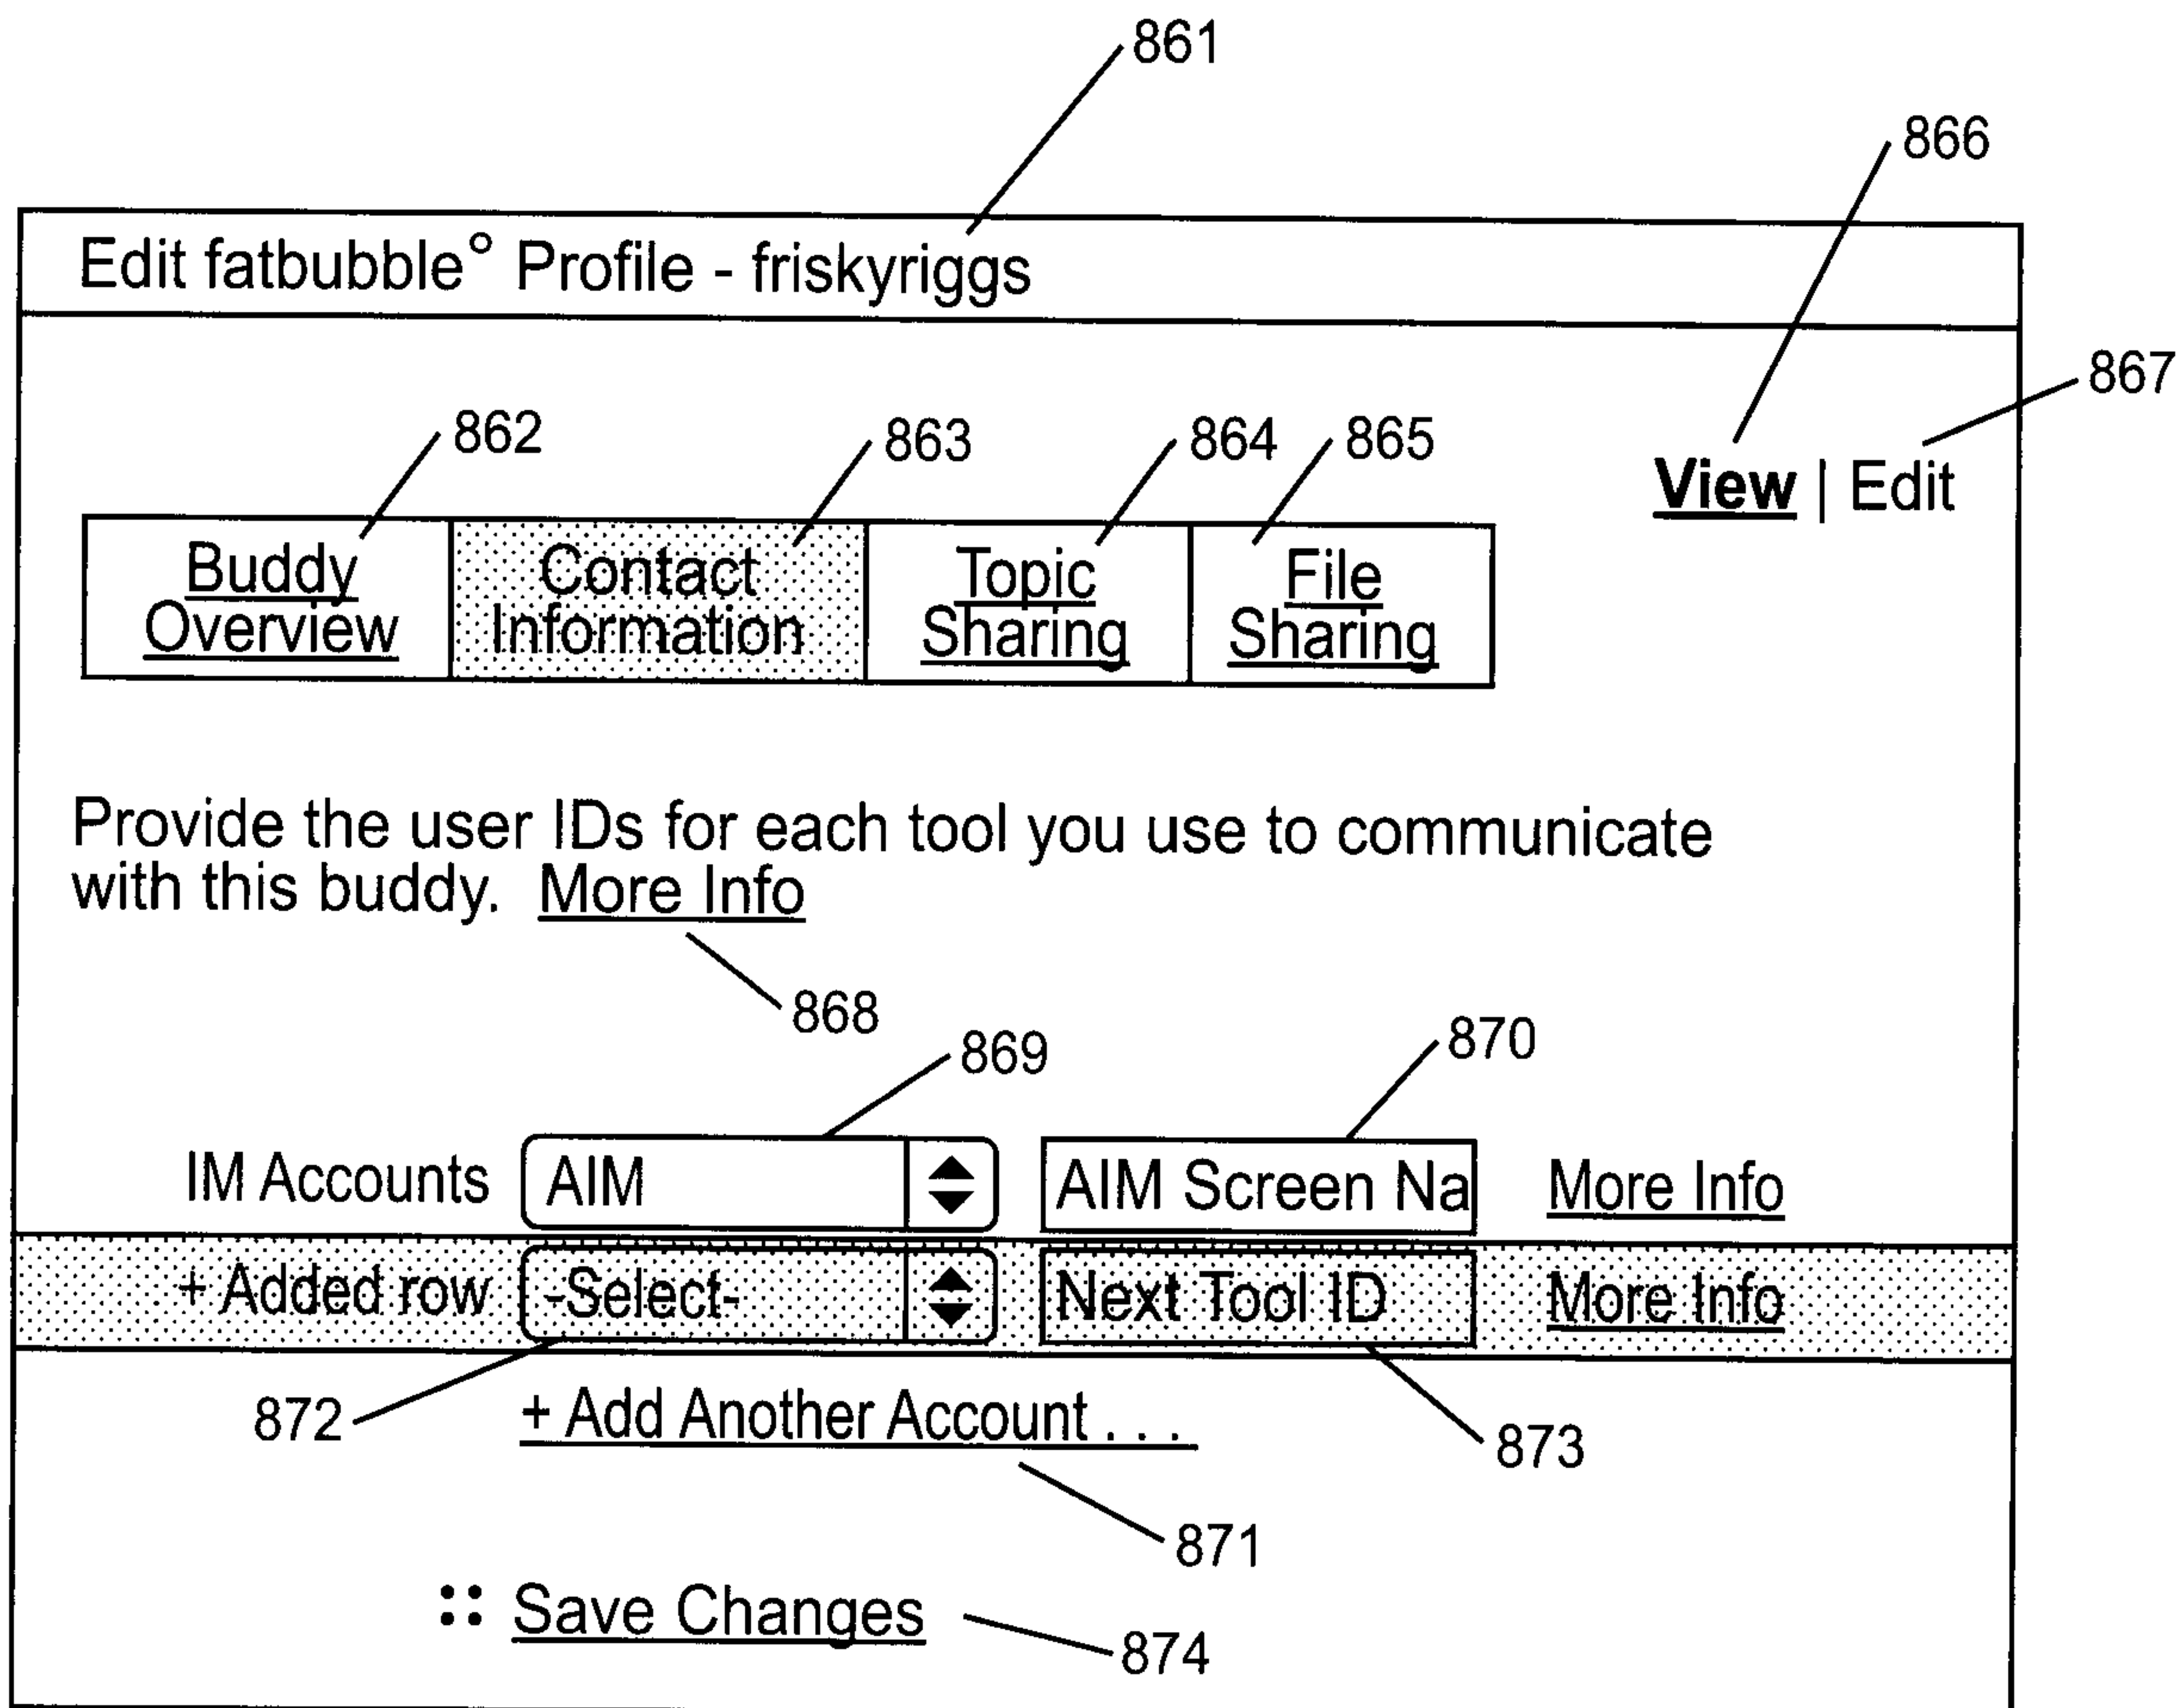 861
866
Edit fatbubble° Profile - friskyriggs
867
862
863
864
865
View | Edit
Buddy
Overview
Contact
Information
Topic
Sharing
File
Sharing
Provide the user IDs for each tool you use to communicate
with this buddy. More Info
868
869
870
IM Accounts AIM AIM Screen Na More Info
+ Added row -Select- Next Tool ID More Info
872
+ Add Another Account . . .
873
871
:: Save Changes
874